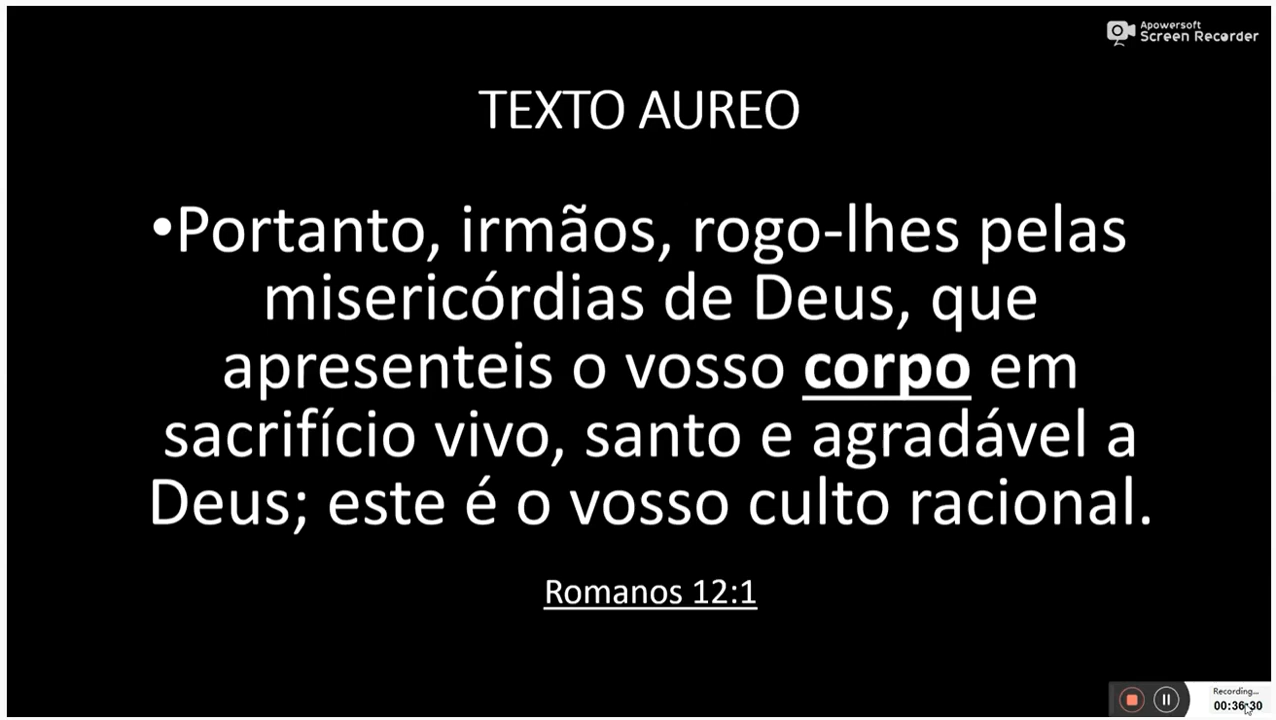 Apowersoft
Screen Recorder
TEXTO AUREO
•Portanto, irmãos, rogo-lhes pelas
misericórdias de Deus, que
apresenteis o vosso corpo em
sacrifício vivo, santo e agradável a
Deus; este é o vosso culto racional.
Romanos 12:1
Recording...
00:36:30